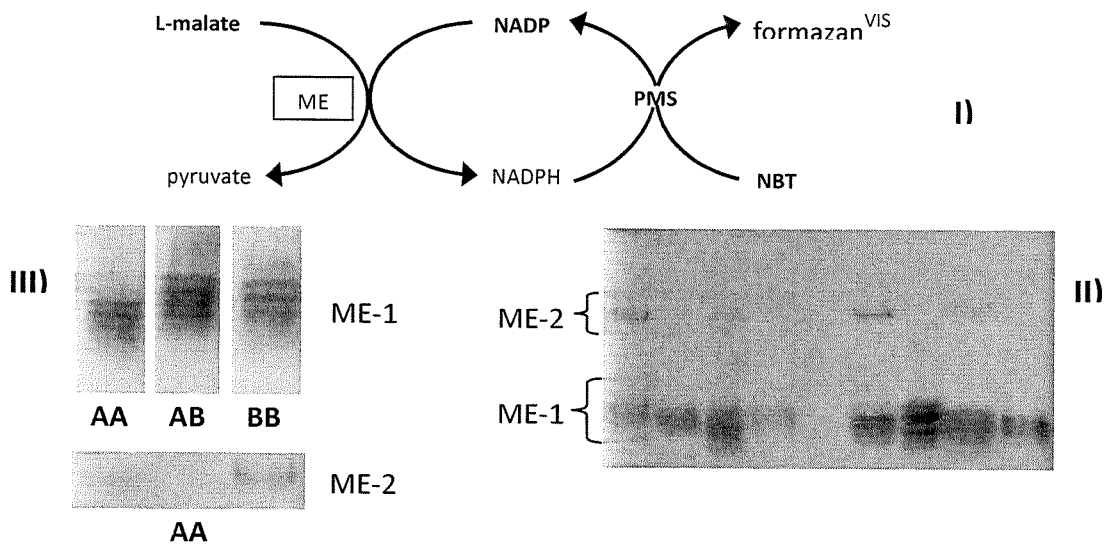 L-malate NADP formazan^VIS
ME PMS I)
pyruvate NADPH NBT
III) II)
ME-1 ME-2
AA AB BB ME-1
ME-2
AA